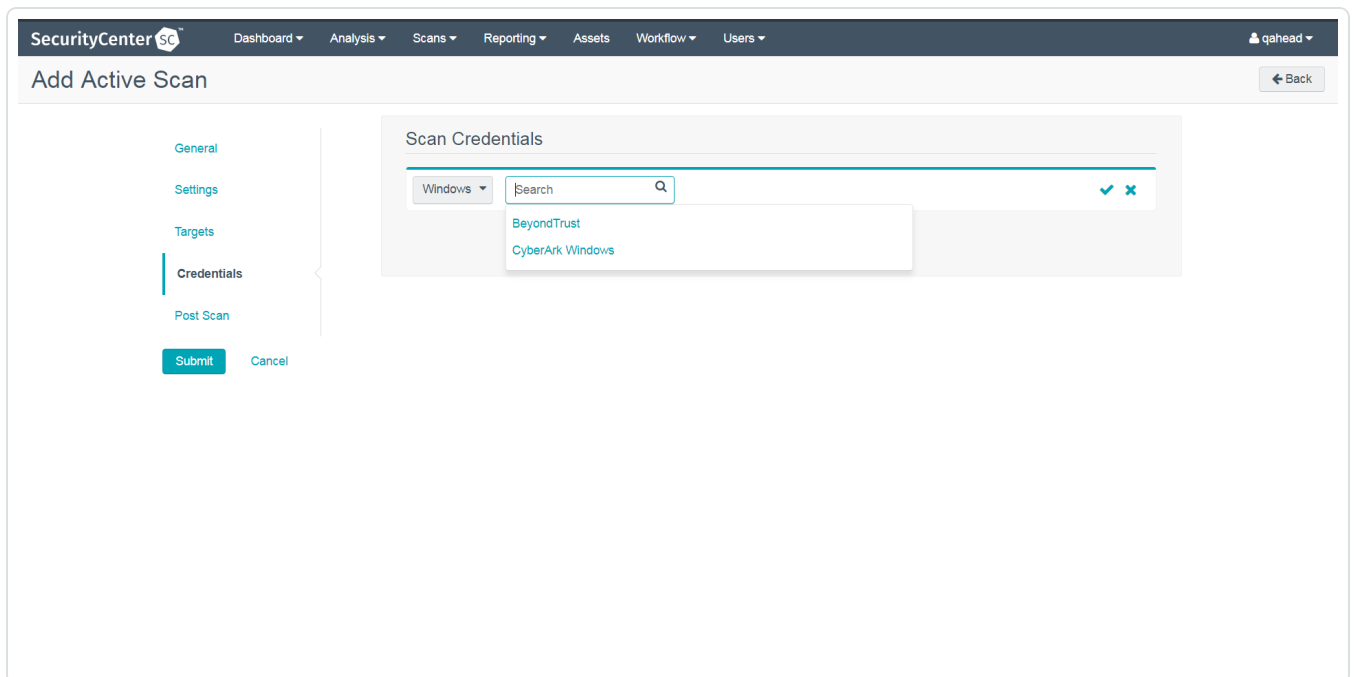 SecurityCenter SC Dashboard Analysis Scans Reporting Assets Workflow Users qahead
Add Active Scan Back
General
Settings
Targets
Credentials
Post Scan
Submit Cancel
Scan Credentials
Windows Search
BeyondTrust
CyberArk Windows